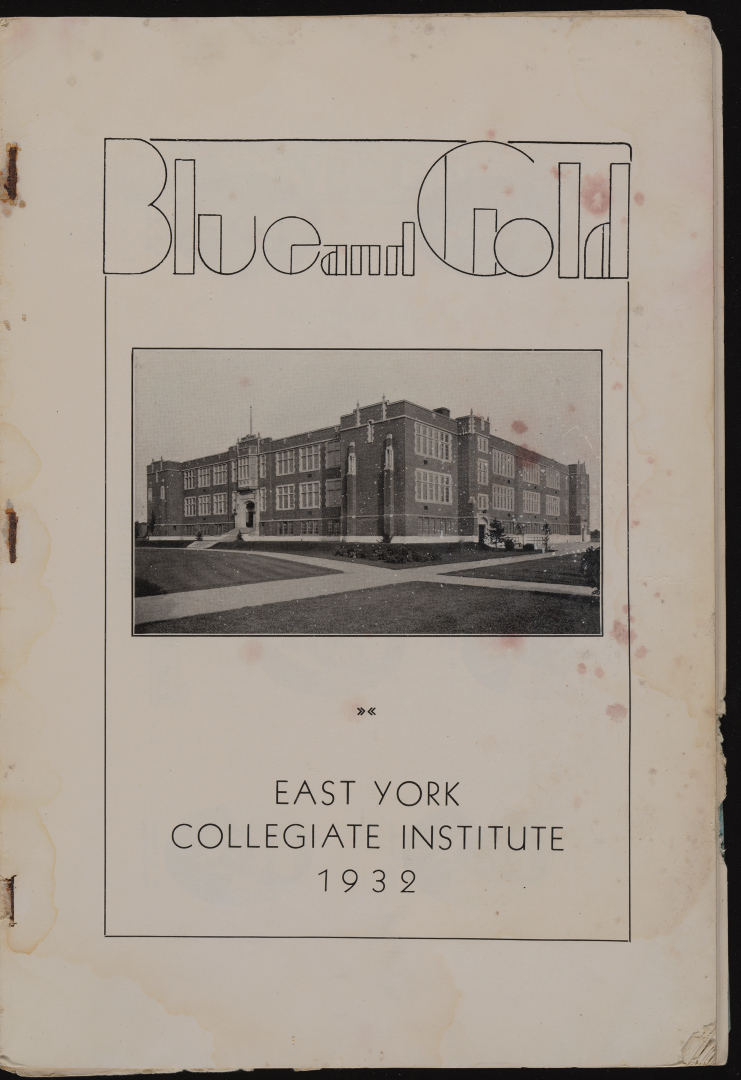 Blue and Gold
»«
EAST YORK
COLLEGIATE INSTITUTE
1932